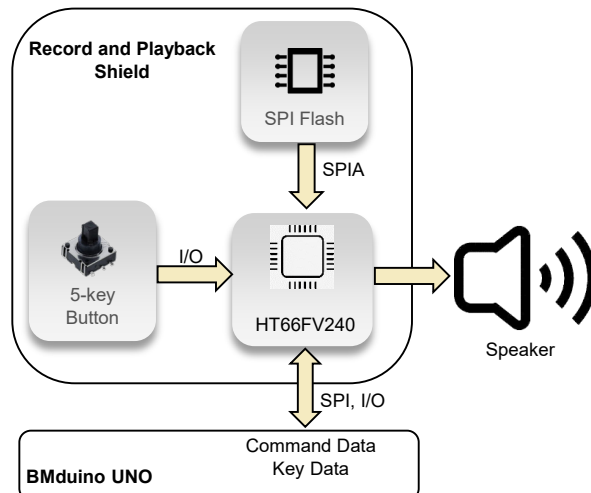 Record and Playback
Shield
SPI Flash
SPIA
I/O
5-key
Button
HT66FV240
Speaker
SPI, I/O
Command Data
Key Data
BMduino UNO